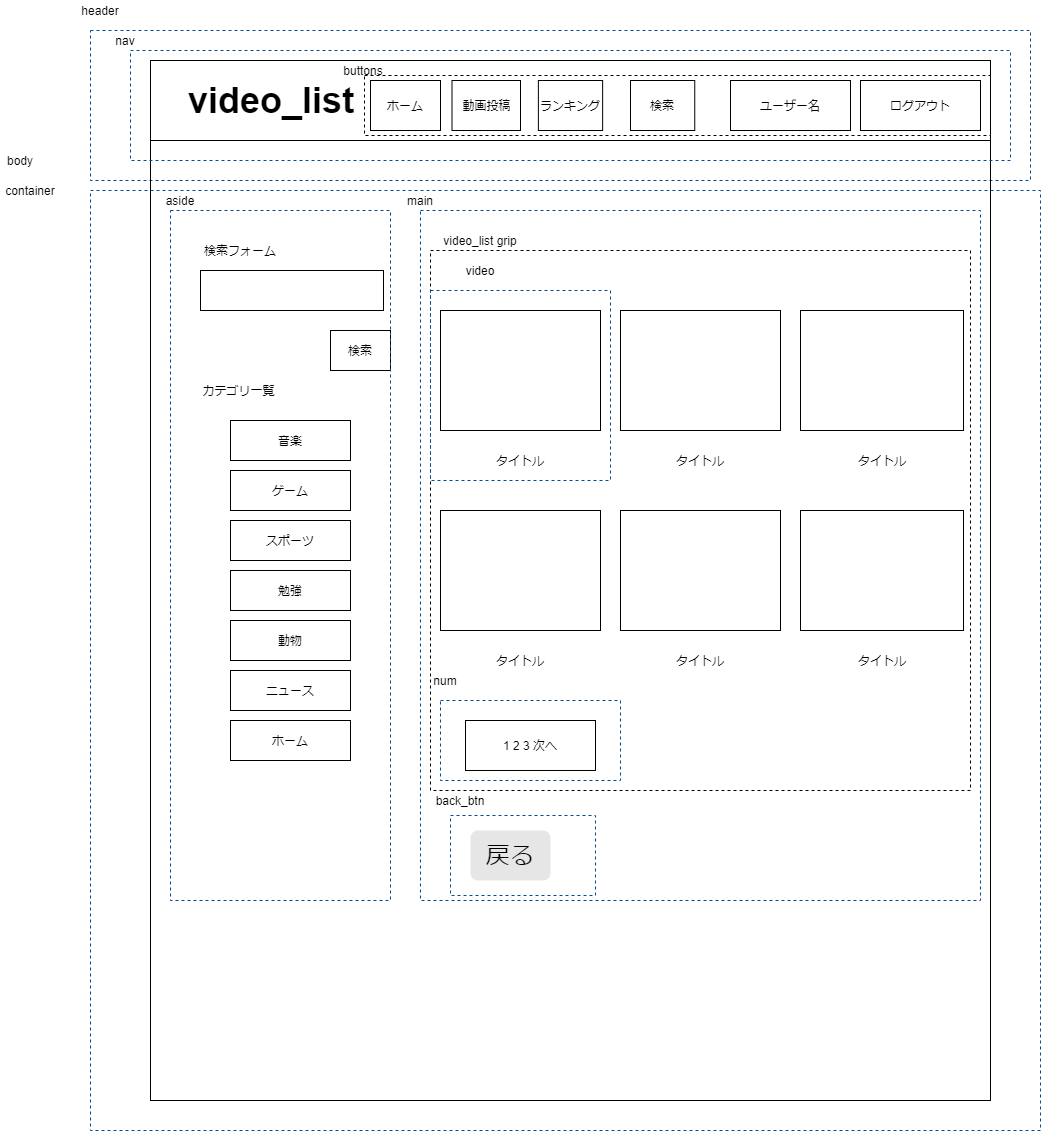 header
nav
buttons
video_list
ホーム
動画投稿
ランキング
検索
ユーザー名
ログアウト
body
container
aside
main
検索フォーム
検索
カテゴリ一覧
音楽
ゲーム
スポーツ
勉強
動物
ニュース
ホーム
video_list grip
video
タイトル
タイトル
タイトル
タイトル
タイトル
タイトル
num
1 2 3 次へ
back_btn
戻る